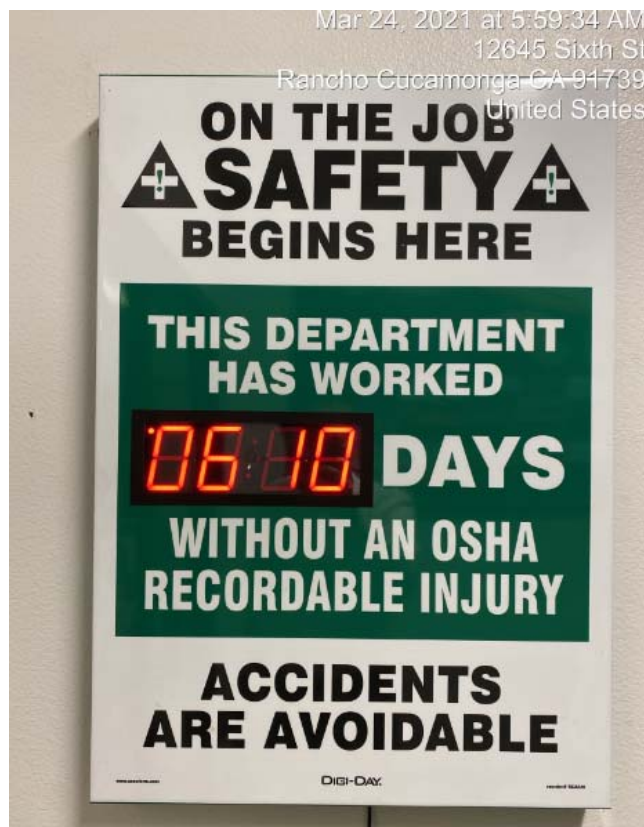 Mar 24, 2021 at 5:59:34 AM
12645 Sixth St
Rancho Cucamonga CA 91739
United States
ON THE JOB
SAFETY
BEGINS HERE
THIS DEPARTMENT
HAS WORKED
0610 DAYS
WITHOUT AN OSHA
RECORDABLE INJURY
ACCIDENTS
ARE AVOIDABLE
DIGI-DAY.